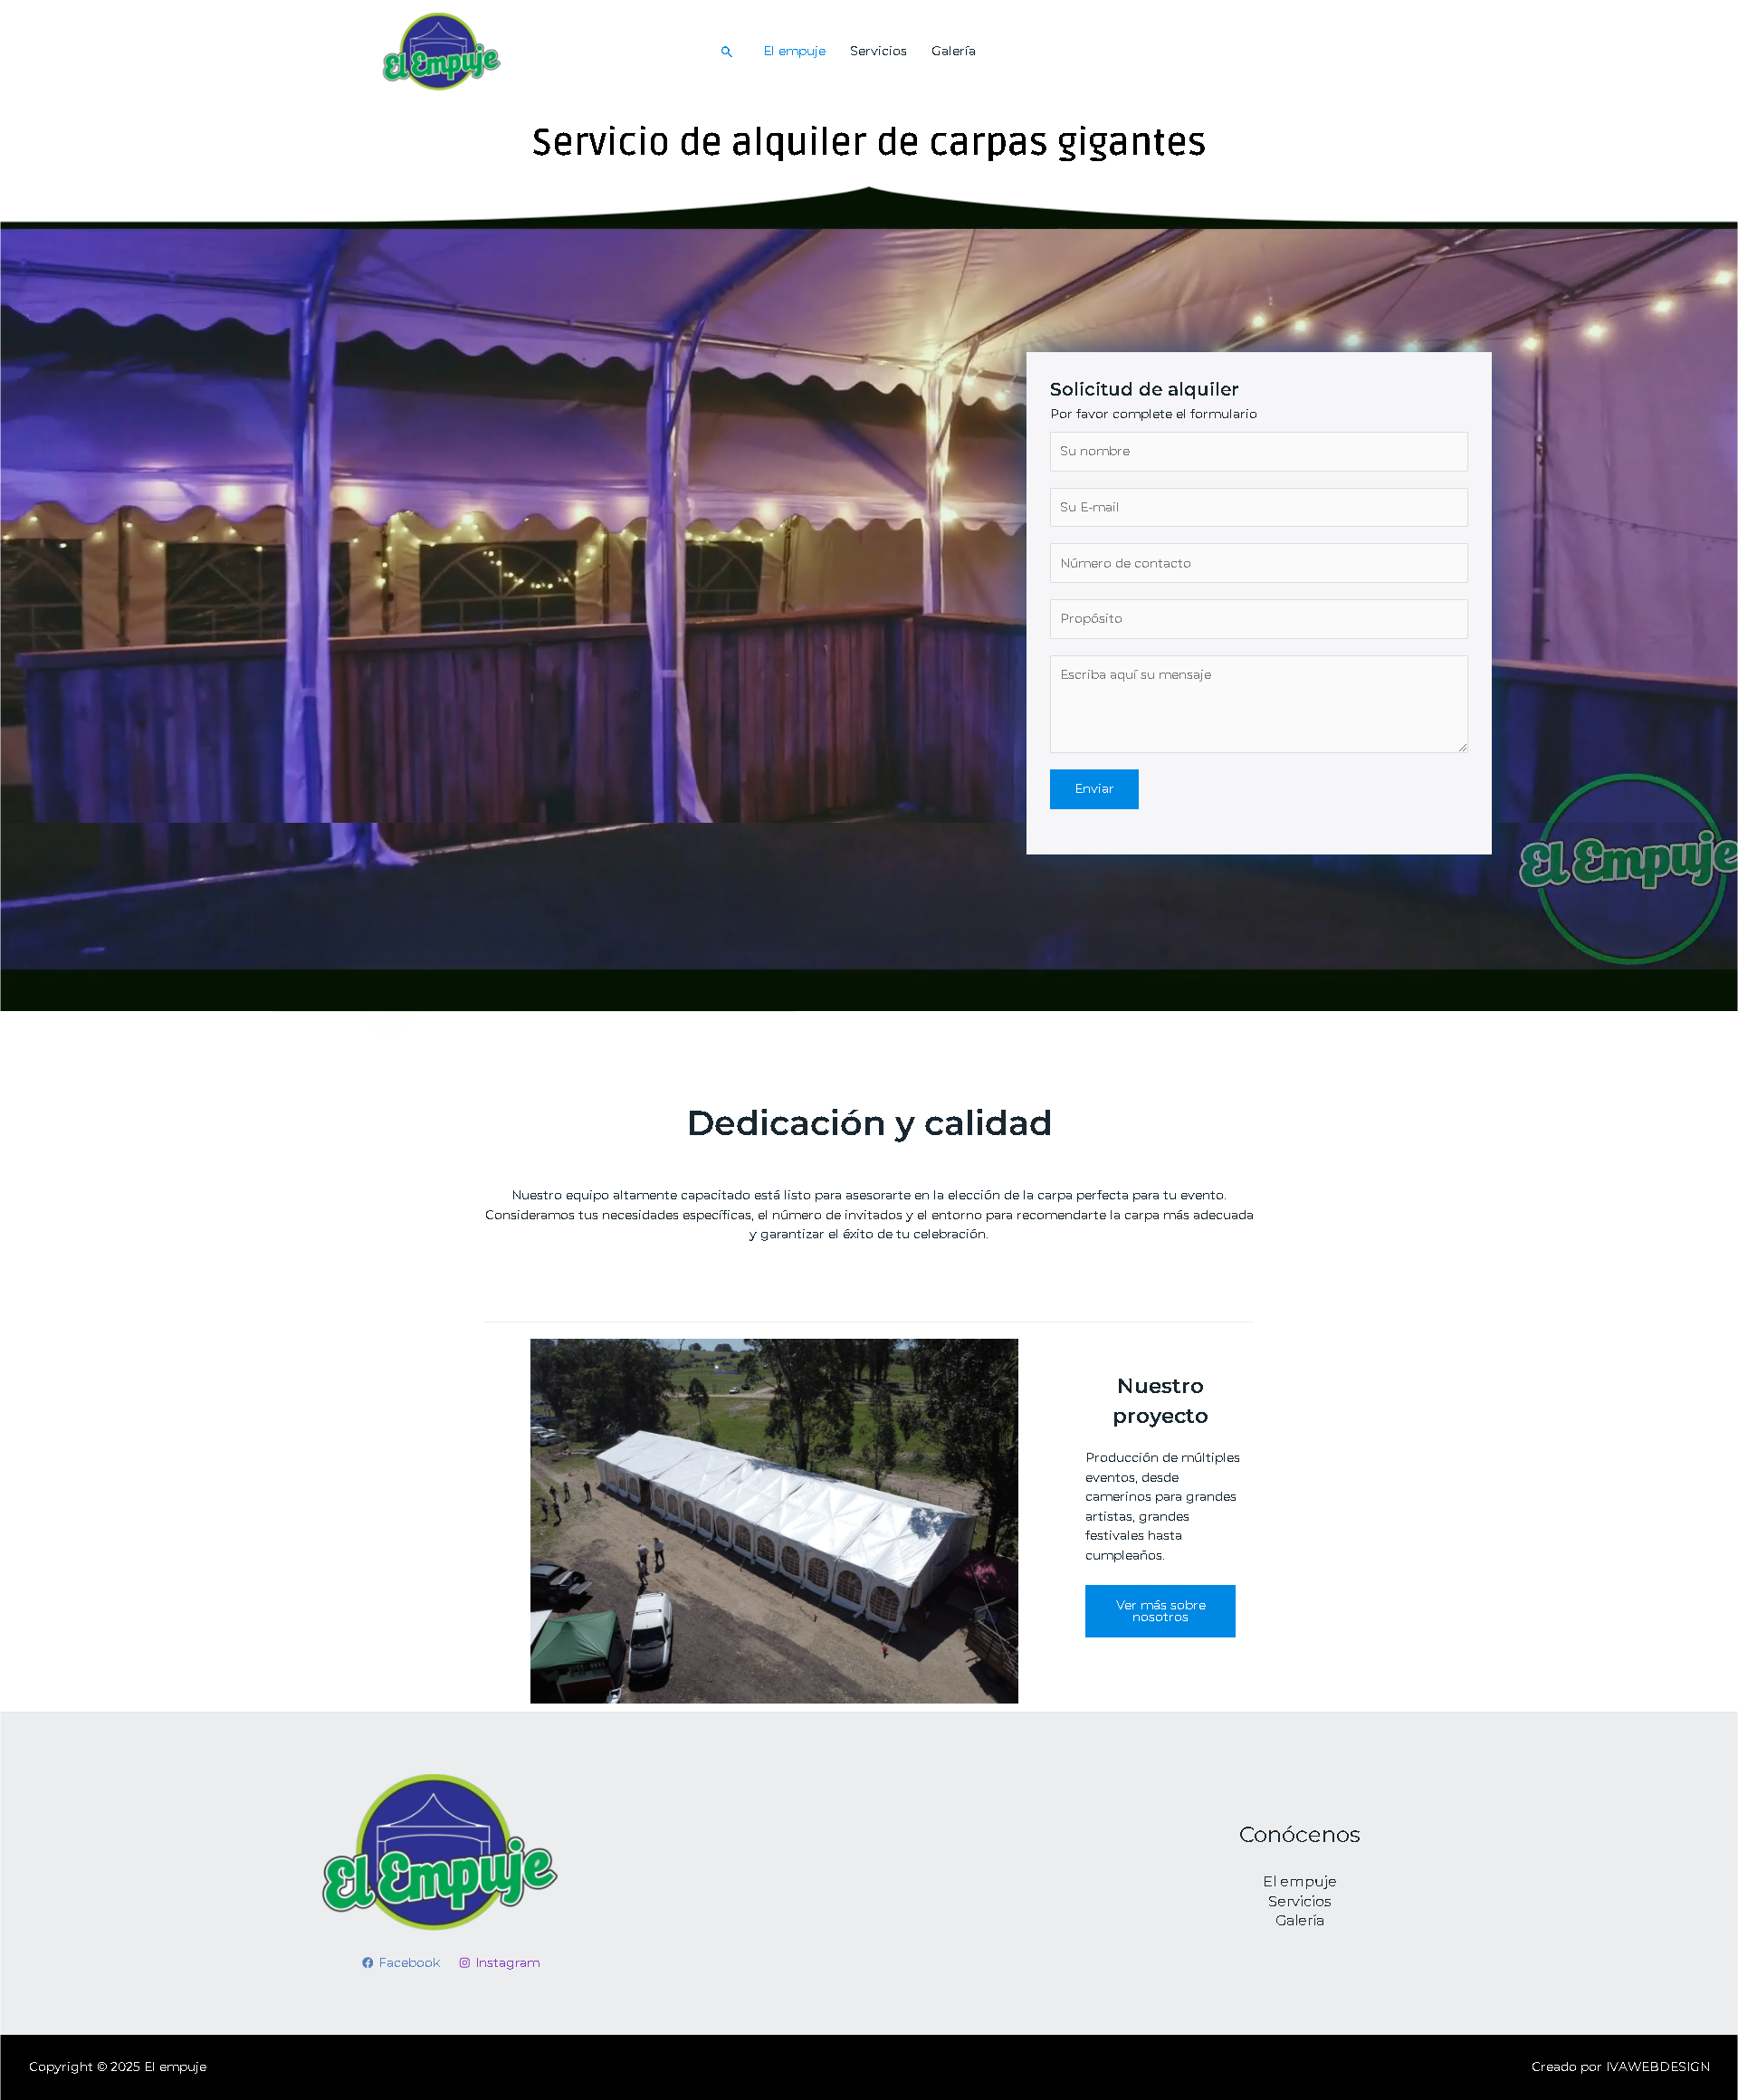 El Empuje
El empuje
Servicios
Galería
Servicio de alquiler de carpas gigantes
Solicitud de alquiler
Por favor complete el formulario
Su nombre
Su E-mail
Número de contacto
Propósito
Escriba aquí su mensaje
Enviar
El Empuje
Dedicación y calidad
Nuestro equipo altamente capacitado está listo para asesorarte en la elección de la carpa perfecta para tu evento.
Consideramos tus necesidades específicas, el número de invitados y el entorno para recomendarte la carpa más adecuada
y garantizar el éxito de tu celebración.
Nuestro
proyecto
Producción de múltiples
eventos, desde
camerinos para grandes
artistas, grandes
festivales hasta
cumpleaños.
Ver más sobre
nosotros
El Empuje
Facebook
Instagram
Conócenos
El empuje
Servicios
Galería
Copyright © 2025 El empuje
Creado por IVAWEBDESIGN